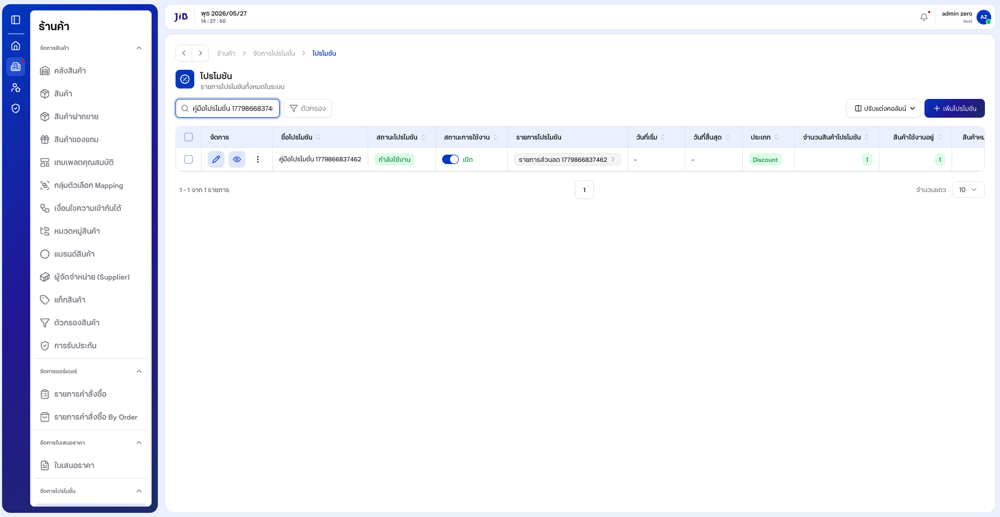 ร้านค้า
จัดการสินค้า
คลังสินค้า
สินค้า
สินค้าฝากขาย
สินค้าของแถม
เทมเพลตคุณสมบัติ
กลุ่มตัวเลือก Mapping
เงื่อนไขความเข้ากันได้
หมวดหมู่สินค้า
แบรนด์สินค้า
ผู้จัดจำหน่าย (Supplier)
แท็กสินค้า
ตัวกรองสินค้า
การรับประกัน
จัดการออร์เดอร์
รายการคำสั่งซื้อ
รายการคำสั่งซื้อ By Order
จัดการใบเสนอราคา
ใบเสนอราคา
จัดการโปรโมชั่น
JIB
พุธ 2026/05/27
14 : 27 : 50
admin zero
test
AZ
ร้านค้า จัดการโปรโมชั่น โปรโมชัน
โปรโมชัน
รายการโปรโมชันทั้งหมดในระบบ
คู่มือโปรโมชั่น 17798668374 ตัวกรอง ปรับแต่งคอลัมน์ เพิ่มโปรโมชัน
จัดการ ชื่อโปรโมชัน สถานะโปรโมชัน สถานะการใช้งาน รายการโปรโมชัน วันที่เริ่ม วันที่สิ้นสุด ประเภท จำนวนสินค้าโปรโมชัน สินค้าใช้งานอยู่ สินค้าหม
คู่มือโปรโมชั่น 1779866837462 กำลังใช้งาน เปิด รายการส่วนลด 1779866837462 - - Discount 1 1
1 - 1 จาก 1 รายการ 1 จำนวนแถว 10